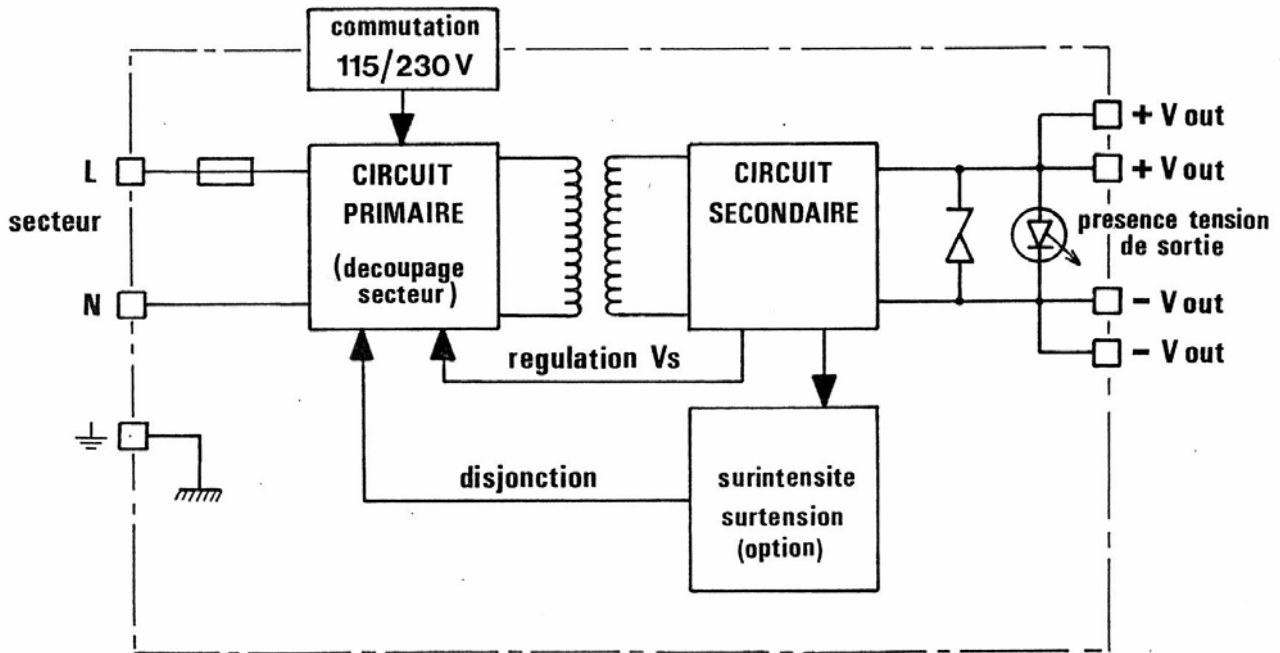 commutation
115/230 V
L
secteur
N
CIRCUIT
PRIMAIRE
(decoupage
secteur)
CIRCUIT
SECONDAIRE
+ V out
+ V out
presence tension
de sortie
- V out
- V out
regulation Vs
disjonction
surintensite
surtension
(option)